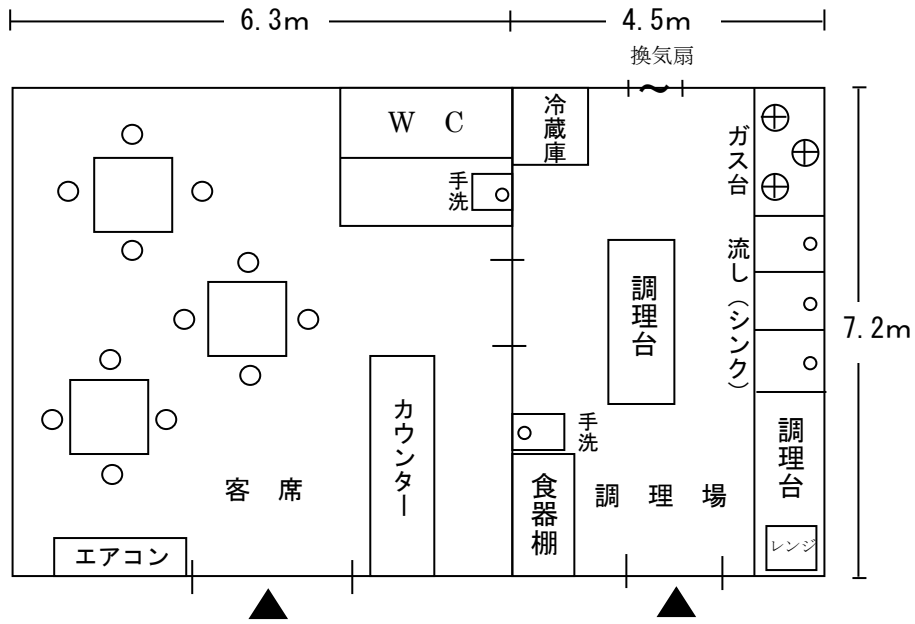 6.3m
4.5m
換気扇
W C
冷蔵庫
手洗
ガス台
流し（シンク）
調理台
7.2m
カウンター
手洗
調理台
客席
食器棚
調理場
エアコン
レンジ